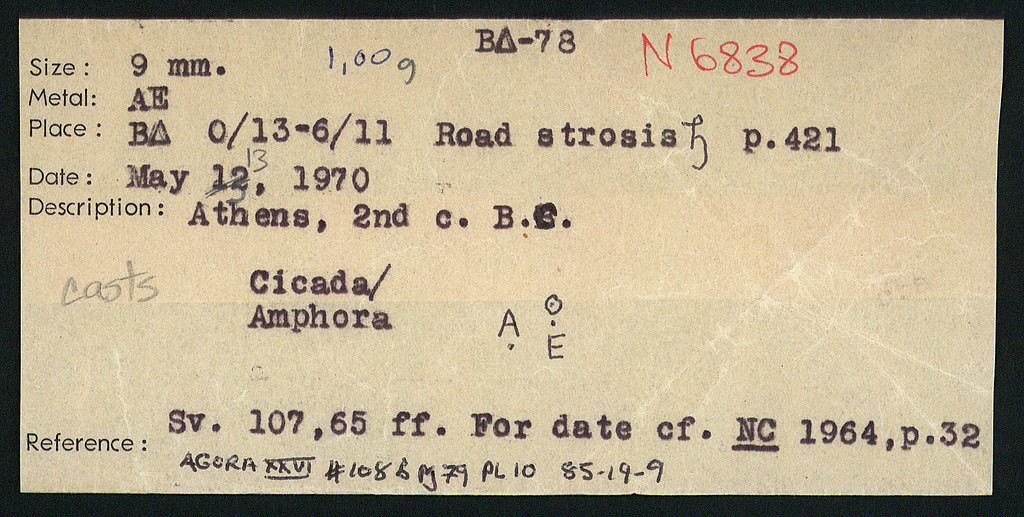 BΔ-78
N 6838
Size: 9 mm. 1,00g
Metal: AE
Place: BΔ 0/13-6/11 Road strosis p.421
Date: May 12, 13 1970
Description: Athens, 2nd c. B.C.
casts
Cicada/
Amphora
A Θ
E
Sv. 107,65 ff. For date cf. NC 1964,p.32
Reference:
AGORA XXVI #108 b pg 79 PL 10 85-19-9